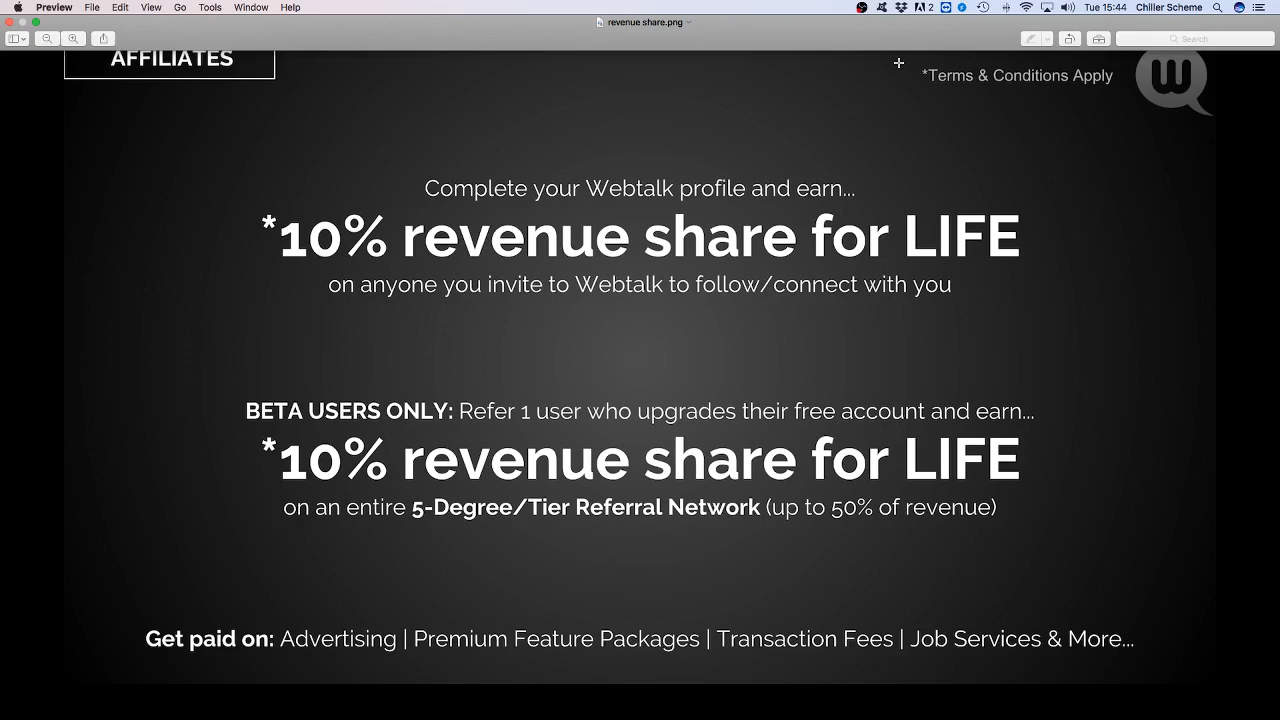 Preview File Edit View Go Tools Window Help 2 Tue 15:44 Chiller Scheme
revenue share.png
Search
AFFILIATES
*Terms & Conditions Apply
W
Complete your Webtalk profile and earn...
*10% revenue share for LIFE
on anyone you invite to Webtalk to follow/connect with you
BETA USERS ONLY: Refer 1 user who upgrades their free account and earn...
*10% revenue share for LIFE
on an entire 5-Degree/Tier Referral Network (up to 50% of revenue)
Get paid on: Advertising | Premium Feature Packages | Transaction Fees | Job Services & More...